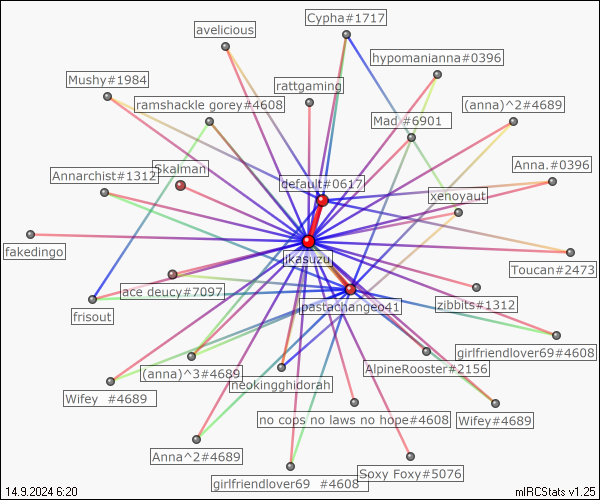 Cypha#1717
avelicious
hypomanianna#0396
Mushy#1984
rattgaming
ramshackle gorey#4608
(anna)^2#4689
Mad.#6901
Skalman
Anna.#0396
Annarchist#1312
default#0617
xenoyaut
fakedingo
ikasuzu
Toucan#2473
ace deucy#7097
zibbits#1312
pastachangeo41
frisout
girlfriendlover69#4608
(anna)^3#4689
AlpineRooster#2156
neokingghidorah
Wifey #4689
no cops no laws no hope#4608
Wifey#4689
Anna^2#4689
Soxy Foxy#5076
girlfriendlover69 #4608
14.9.2024 6:20
mIRCStats v1.25